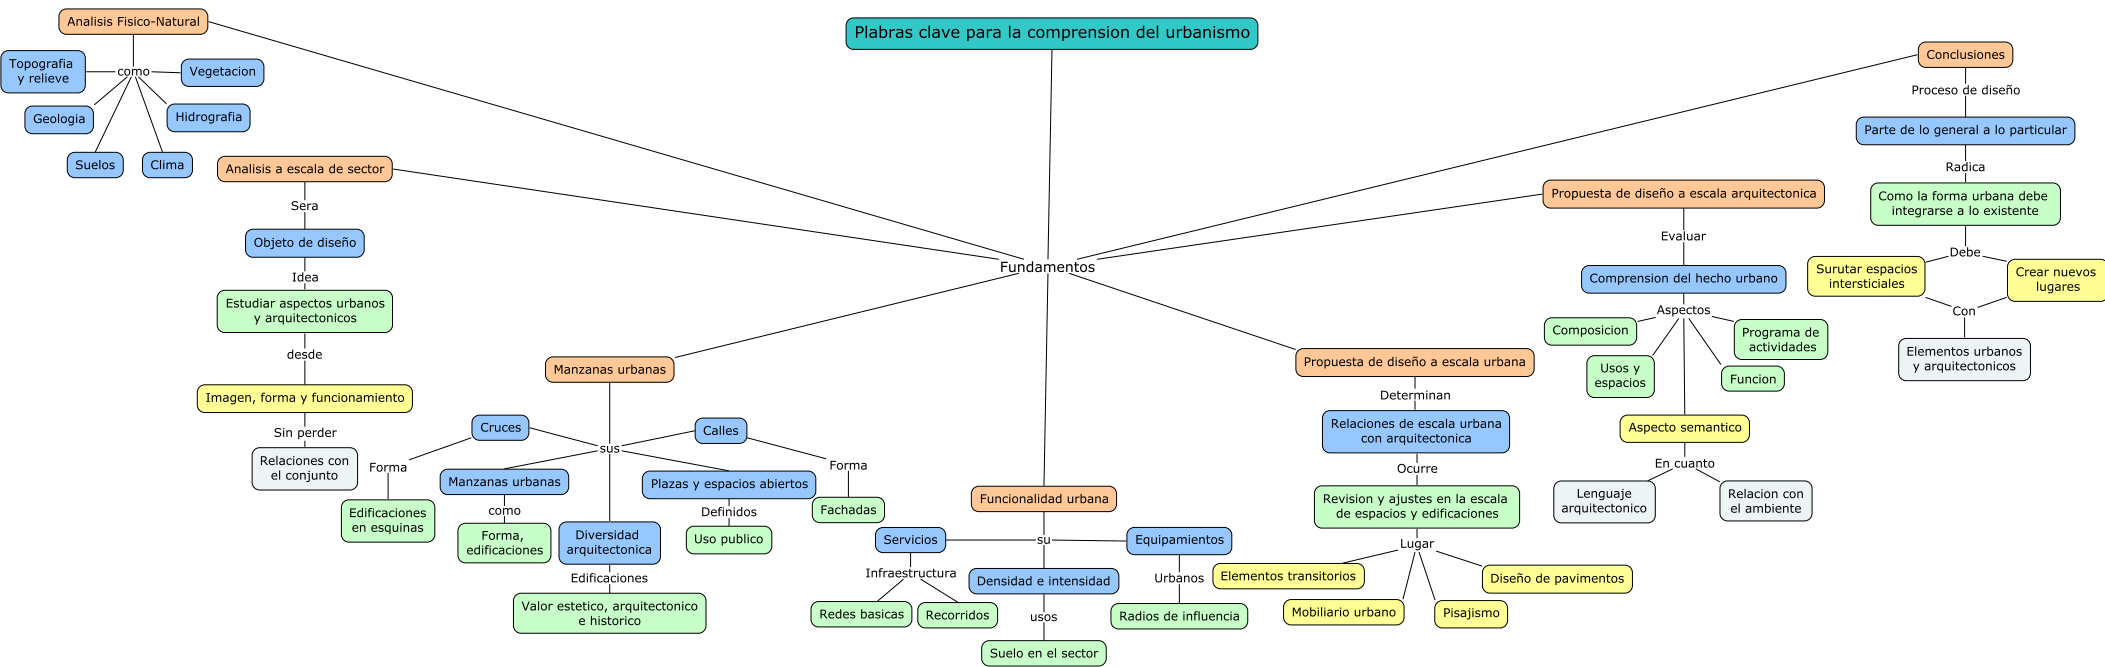 Plabras clave para la comprension del urbanismo
Fundamentos
Analisis Fisico-Natural
como
Topografia
y relieve
Vegetacion
Geologia
Hidrografia
Suelos
Clima
Analisis a escala de sector
Sera
Objeto de diseño
Idea
Estudiar aspectos urbanos
y arquitectonicos
desde
Imagen, forma y funcionamiento
Sin perder
Relaciones con
el conjunto
Manzanas urbanas
sus
Cruces
Forma
Edificaciones
en esquinas
Manzanas urbanas
como
Forma,
edificaciones
Diversidad
arquitectonica
Edificaciones
Valor estetico, arquitectonico
e historico
Plazas y espacios abiertos
Definidos
Uso publico
Calles
Forma
Fachadas
Funcionalidad urbana
su
Servicios
Infraestructura
Redes basicas
Recorridos
Densidad e intensidad
usos
Suelo en el sector
Equipamientos
Urbanos
Radios de influencia
Propuesta de diseño a escala urbana
Determinan
Relaciones de escala urbana
con arquitectonica
Ocurre
Revision y ajustes en la escala
de espacios y edificaciones
Lugar
Elementos transitorios
Mobiliario urbano
Pisajismo
Diseño de pavimentos
Propuesta de diseño a escala arquitectonica
Evaluar
Comprension del hecho urbano
Aspectos
Composicion
Usos y
espacios
Programa de
actividades
Funcion
Aspecto semantico
En cuanto
Lenguaje
arquitectonico
Relacion con
el ambiente
Conclusiones
Proceso de diseño
Parte de lo general a lo particular
Radica
Como la forma urbana debe
integrarse a lo existente
Debe
Surutar espacios
intersticiales
Crear nuevos
lugares
Con
Elementos urbanos
y arquitectonicos